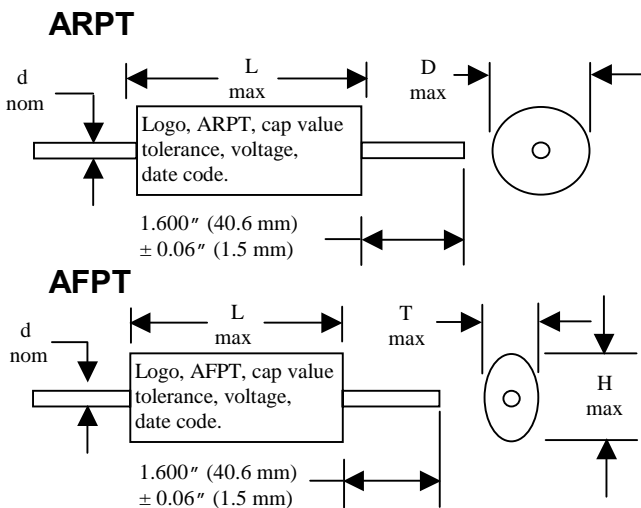 ARPT
d
nom
L
max
D
max
Logo, ARPT, cap value
tolerance, voltage,
date code.
1.600″ (40.6 mm)
± 0.06″ (1.5 mm)
AFPT
d
nom
L
max
T
max
Logo, AFPT, cap value
tolerance, voltage,
date code.
H
max
1.600″ (40.6 mm)
± 0.06″ (1.5 mm)